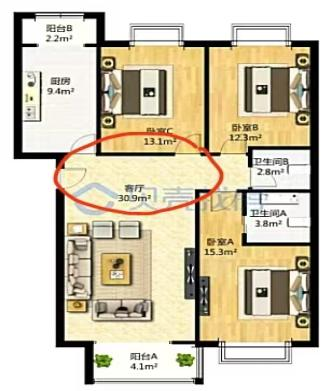 阳台B
2.2m²
厨房
9.4m²
卧室C
13.1m²
卧室B
12.3m²
卫生间B
2.8m²
客厅
30.9m²
卫生间A
3.8m²
卧室A
15.3m²
阳台A
4.1m²